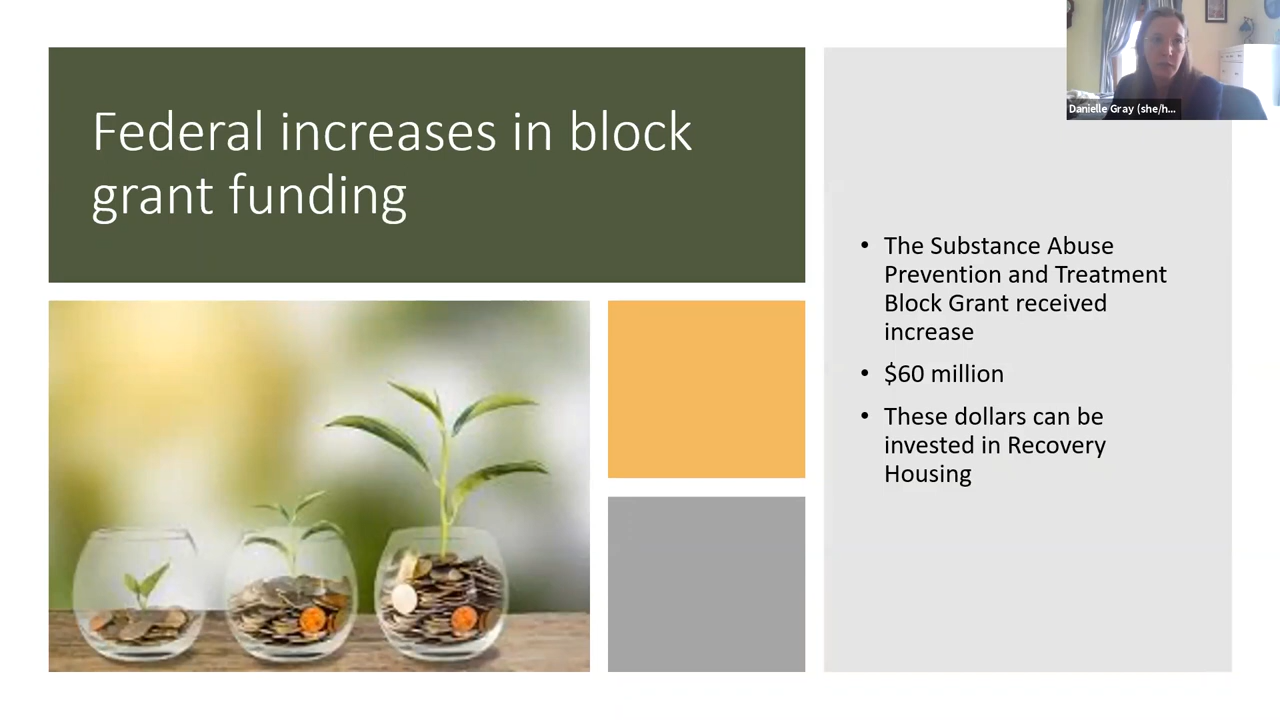 Federal increases in block
grant funding
• The Substance Abuse
Prevention and Treatment
Block Grant received
increase
• $60 million
• These dollars can be
invested in Recovery
Housing
Danielle Gray (she/h...